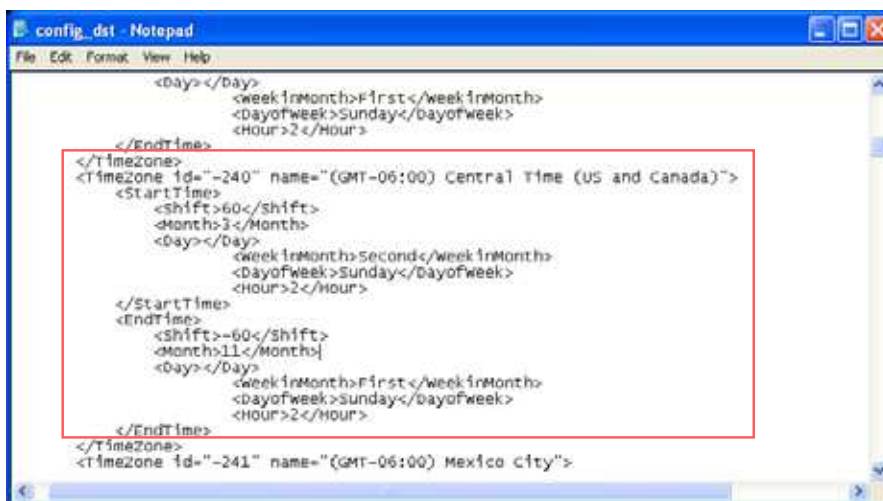 config_dst - Notepad
File Edit Format View Help
<Day></Day>
<WeekinMonth>First</WeekinMonth>
<DayofWeek>Sunday</DayofWeek>
<Hour>2</Hour>
</EndTime>
</TimeZone>
<TimeZone id="-240" name="(GMT-06:00) Central Time (US and Canada)">
<StartTime>
<Shift>60</Shift>
<Month>3</Month>
<Day></Day>
<WeekinMonth>Second</WeekinMonth>
<DayofWeek>Sunday</DayofWeek>
<Hour>2</Hour>
</StartTime>
<EndTime>
<Shift>-60</Shift>
<Month>11</Month>
<Day></Day>
<WeekinMonth>First</WeekinMonth>
<DayofWeek>Sunday</DayofWeek>
<Hour>2</Hour>
</EndTime>
</TimeZone>
<TimeZone id="-241" name="(GMT-06:00) Mexico City">